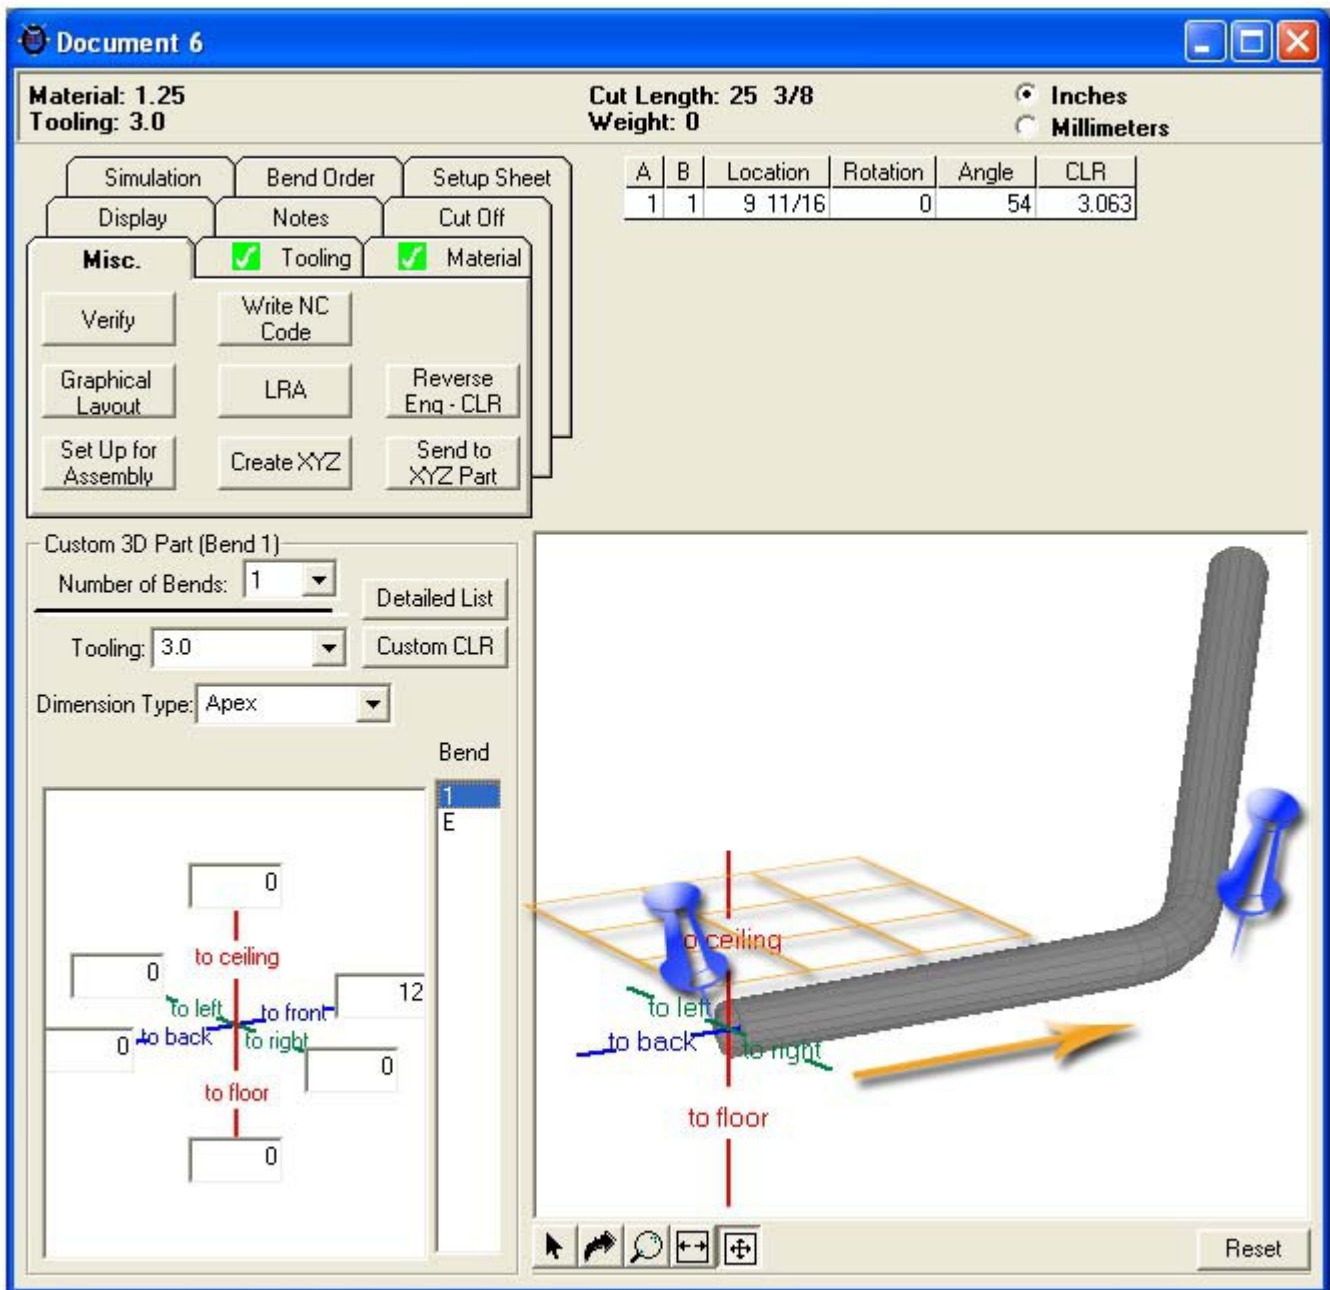 Document 6
Material: 1.25
Tooling: 3.0
Cut Length: 25 3/8
Weight: 0
Inches
Millimeters
Simulation Bend Order Setup Sheet
Display Notes Cut Off
Misc. Tooling Material
Verify
Write NC
Code
Graphical
Layout
LRA
Reverse
Eng - CLR
Set Up for
Assembly
Create XYZ
Send to
XYZ Part
A B Location Rotation Angle CLR
1 1 9 11/16 0 54 3.063
Custom 3D Part (Bend 1)
Number of Bends: 1
Detailed List
Tooling: 3.0
Custom CLR
Dimension Type: Apex
Bend
1
E
0
to ceiling
0
12
to left
to front
0
to back
to right
0
to floor
0
to ceiling
to left
to back
to right
to floor
Reset